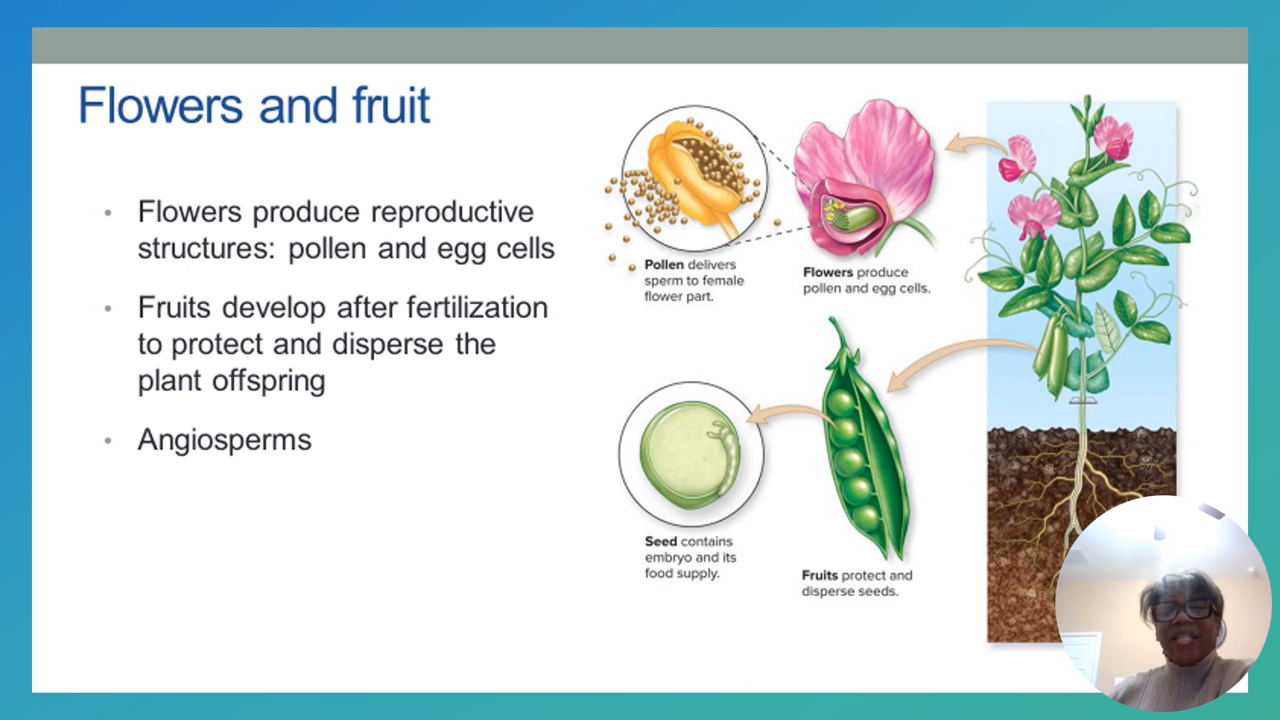 Flowers and fruit
Flowers produce reproductive
structures: pollen and egg cells
Fruits develop after fertilization
to protect and disperse the
plant offspring
Angiosperms
Pollen delivers
sperm to female
flower part.
Flowers produce
pollen and egg cells.
Seed contains
embryo and its
food supply.
Fruits protect and
disperse seeds.